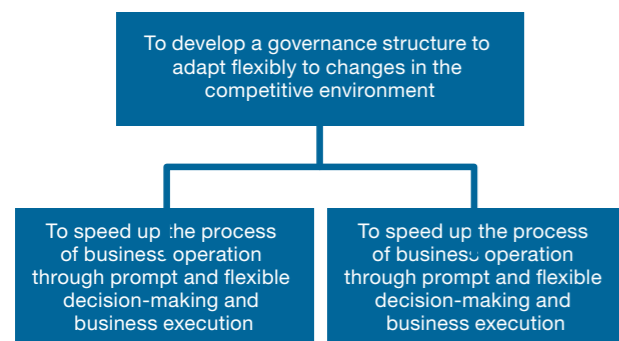 To develop a governance structure to
adapt flexibly to changes in the
competitive environment
To speed up the process
of business operation
through prompt and flexible
decision-making and
business execution
To speed up the process
of business operation
through prompt and flexible
decision-making and
business execution